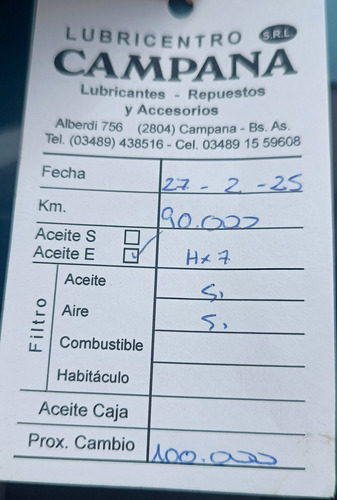 LUBRICENTRO S.R.L.
CAMPANA
Lubricantes - Repuestos
y Accesorios
Alberdi 756 (2804) Campana - Bs. As.
Tel. (03489) 438516 - Cel. 03489 15 59608
Fecha 27 - 2 - 25
Km. 90.000
Aceite S
Aceite E ✓ Hx7
Filtro
Aceite Si
Aire Si
Combustible
Habitáculo
Aceite Caja
Prox. Cambio 100.000